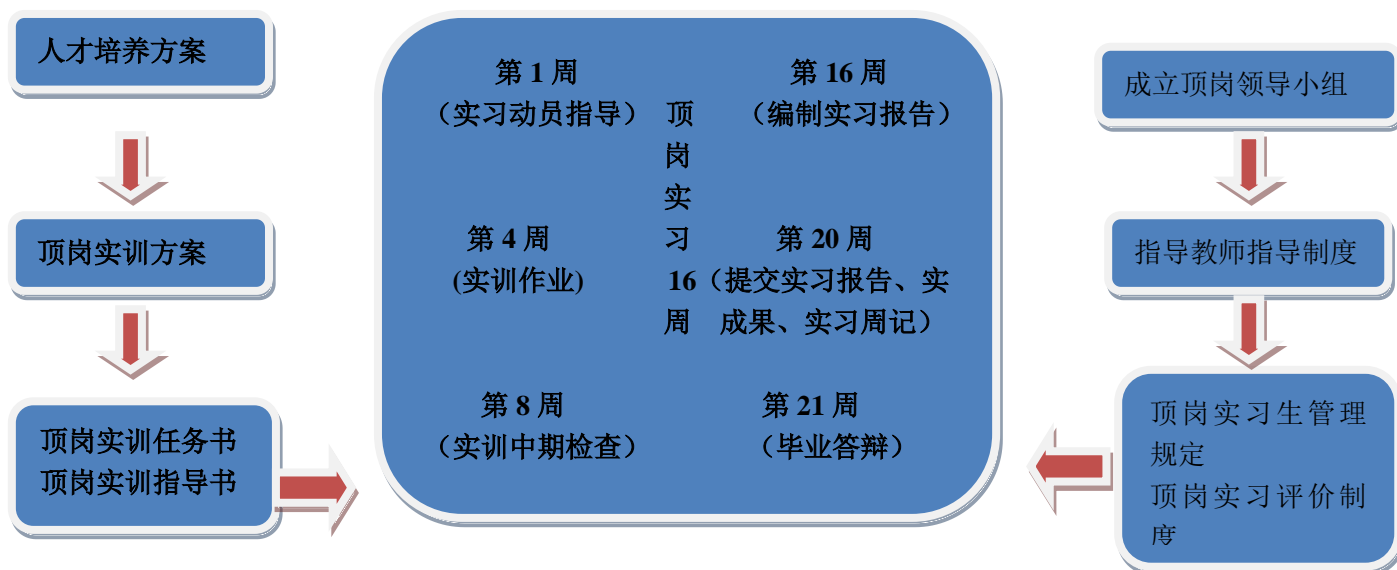 人才培养方案
顶岗实训方案
顶岗实训任务书
顶岗实训指导书
第 1 周
（实习动员指导）
第 4 周
(实训作业)
第 8 周
（实训中期检查）
顶
岗
实
习
16
周
第 16 周
（编制实习报告）
第 20 周
（提交实习报告、实
成果、实习周记）
第 21 周
（毕业答辩）
成立顶岗领导小组
指导教师指导制度
顶岗实习生管理
规定
顶岗实习评价制
度